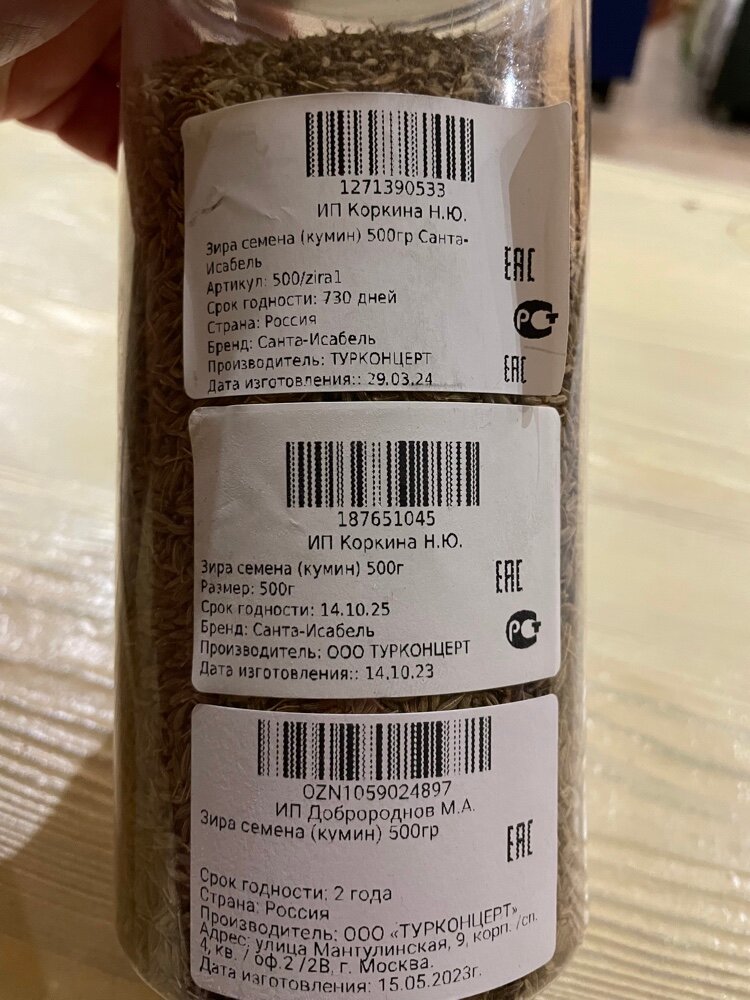 1271390533
ИП Коркина Н.Ю.
Зира семена (кумин) 500гр Санта-
Исабель
Артикул: 500/zira1
Срок годности: 730 дней
Страна: Россия
Бренд: Санта-Исабель
Производитель: ТУРКОНЦЕРТ
Дата изготовления:: 29.03.24
EAC
РСТ
EAC
187651045
ИП Коркина Н.Ю.
Зира семена (кумин) 500г
Размер: 500г
Срок годности: 14.10.25
Бренд: Санта-Исабель
Производитель: ООО ТУРКОНЦЕРТ
Дата изготовления:: 14.10.23
EAC
РСТ
OZN1059024897
ИП Добророднов М.А.
Зира семена (кумин) 500гр
EAC
Срок годности: 2 года
Страна: Россия
Производитель: ООО «ТУРКОНЦЕРТ»
Адрес: улица Мантулинская, 9, корп. /сп.
4, кв. / оф.2 /2В, г. Москва.
Дата изготовления: 15.05.2023г.